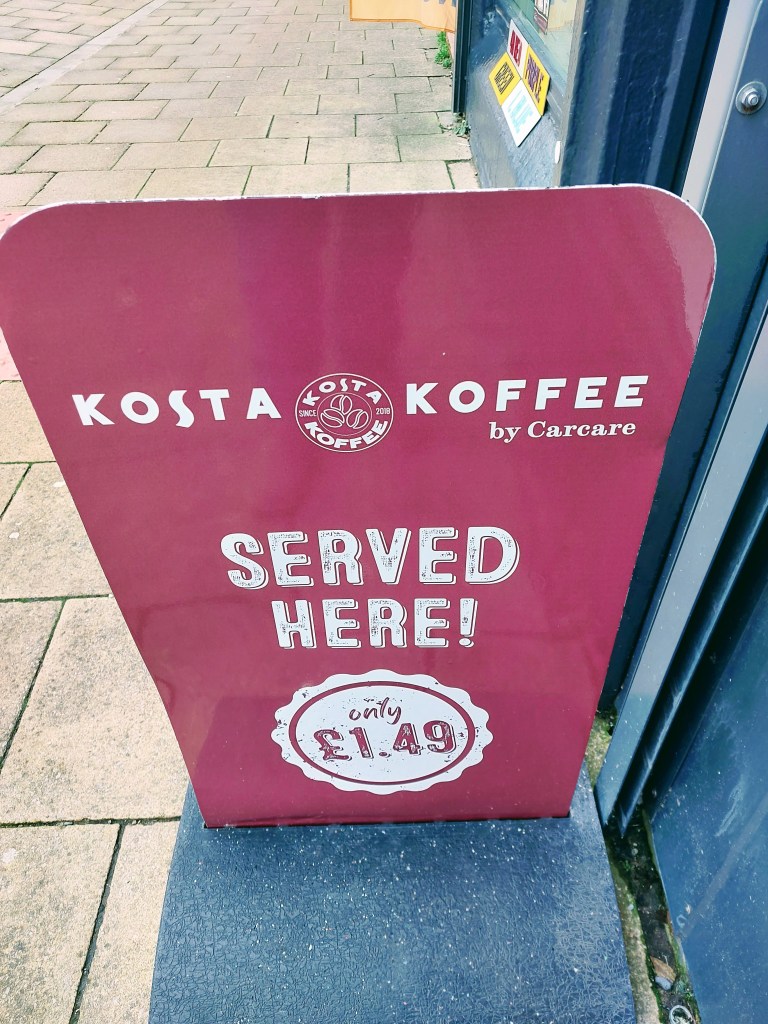 KOSTA KOFFEE
KOSTA
SINCE 2018
KOFFEE
by Carcare
SERVED
HERE!
only
£1.49